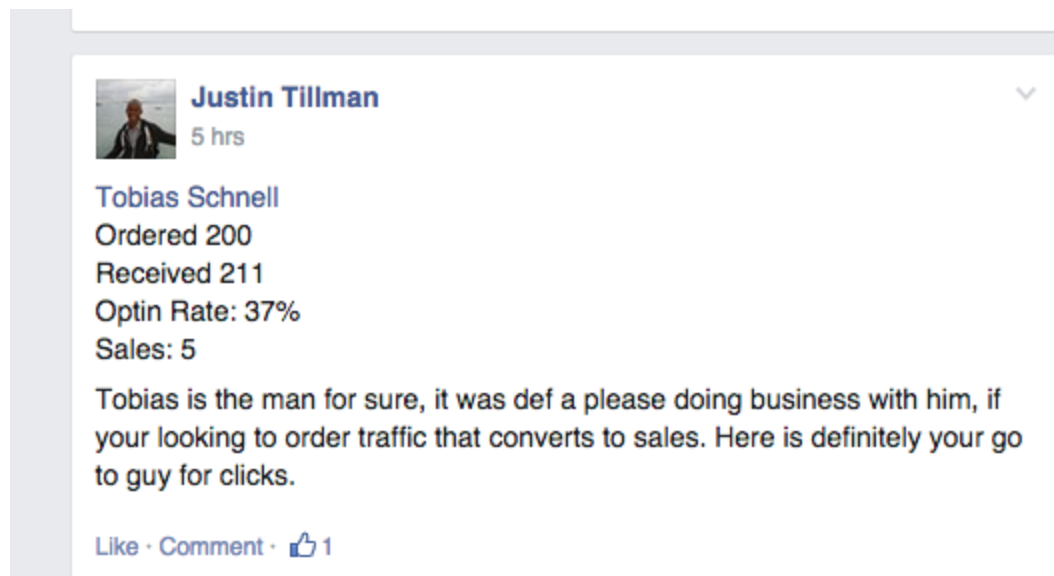 Justin Tillman
5 hrs
Tobias Schnell
Ordered 200
Received 211
Optin Rate: 37%
Sales: 5
Tobias is the man for sure, it was def a please doing business with him, if
your looking to order traffic that converts to sales. Here is definitely your go
to guy for clicks.
Like · Comment · 1